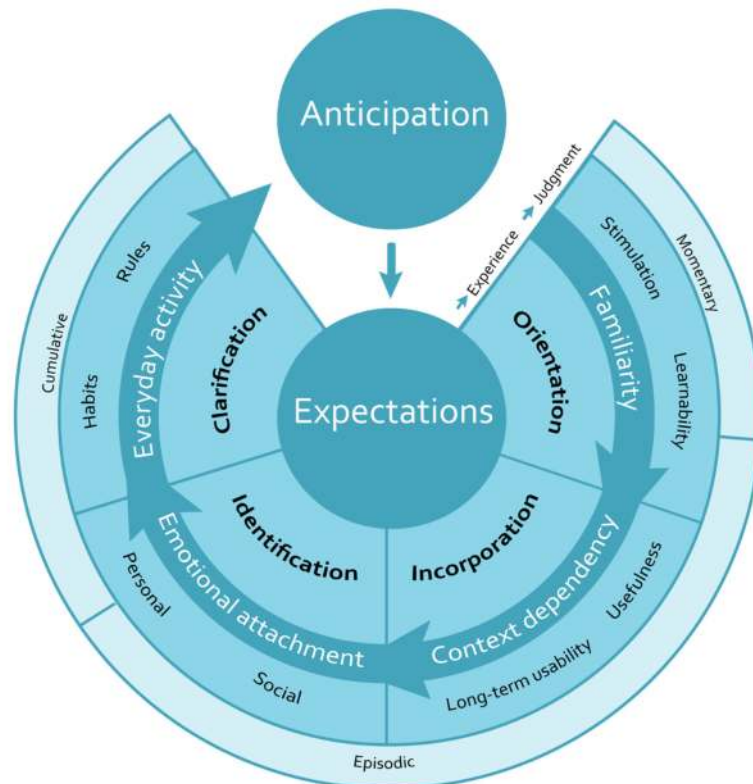 Anticipation
Expectations
Experience
Judgment
Orientation
Familiarity
Stimulation
Learnability
Momentary
Incorporation
Context dependency
Usefulness
Long-term usability
Episodic
Identification
Emotional attachment
Social
Personal
Clarification
Everyday activity
Habits
Rules
Cumulative